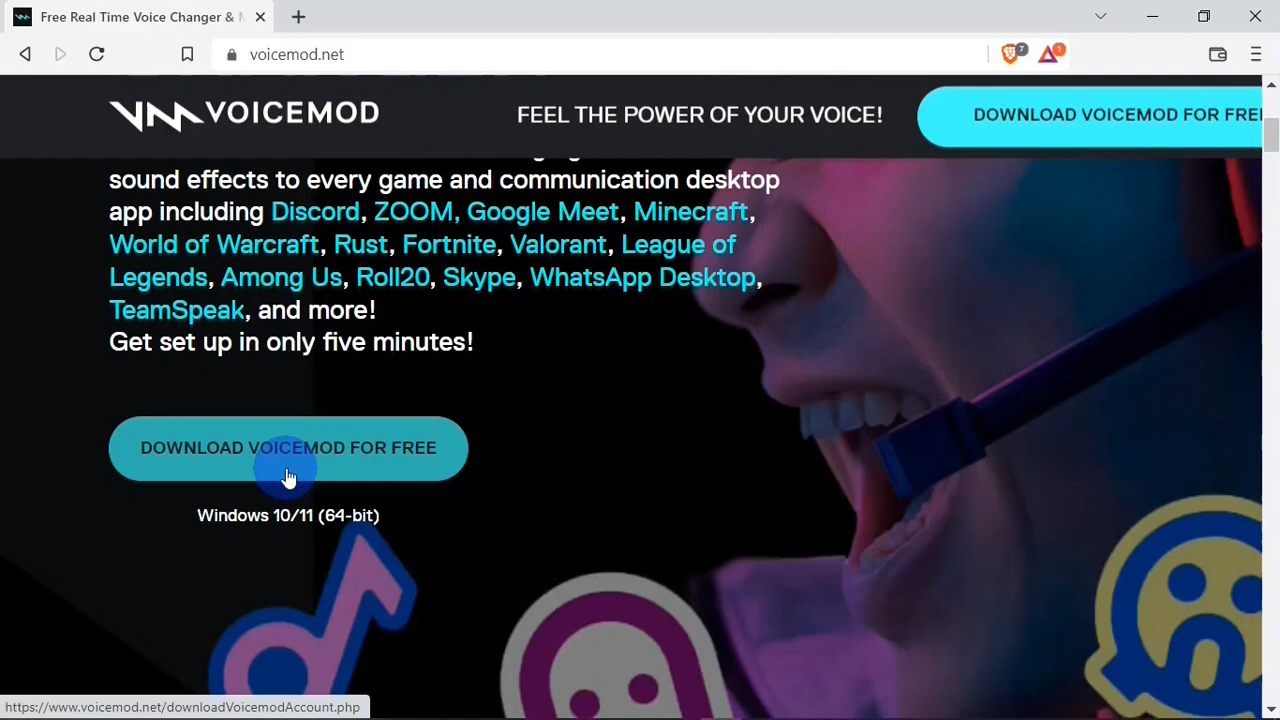 Free Real Time Voice Changer &
voicemod.net
7
1
VOICEMOD
FEEL THE POWER OF YOUR VOICE!
DOWNLOAD VOICEMOD FOR FREE
sound effects to every game and communication desktop
app including Discord, ZOOM, Google Meet, Minecraft,
World of Warcraft, Rust, Fortnite, Valorant, League of
Legends, Among Us, Roll20, Skype, WhatsApp Desktop,
TeamSpeak, and more!
Get set up in only five minutes!
DOWNLOAD VOICEMOD FOR FREE
Windows 10/11 (64-bit)
https://www.voicemod.net/downloadVoicemodAccount.php